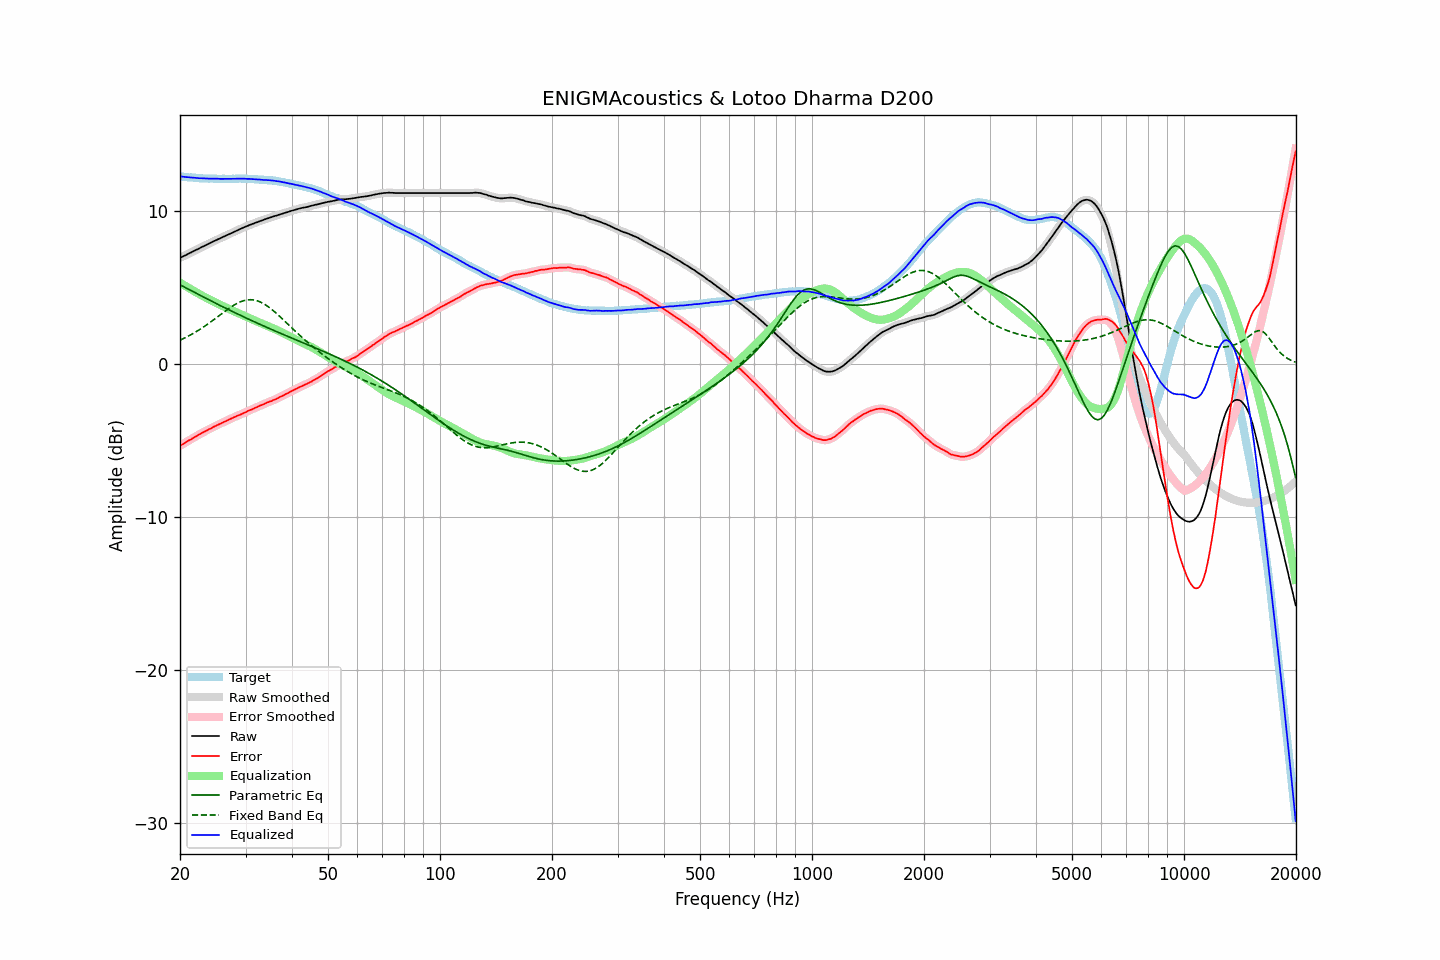 ENIGMAcoustics & Lotoo Dharma D200
Amplitude (dBr)
10
0
−10
−20
−30
Target
Raw Smoothed
Error Smoothed
Raw
Error
Equalization
Parametric Eq
Fixed Band Eq
Equalized
20 50 100 200 500 1000 2000 5000 10000 20000
Frequency (Hz)